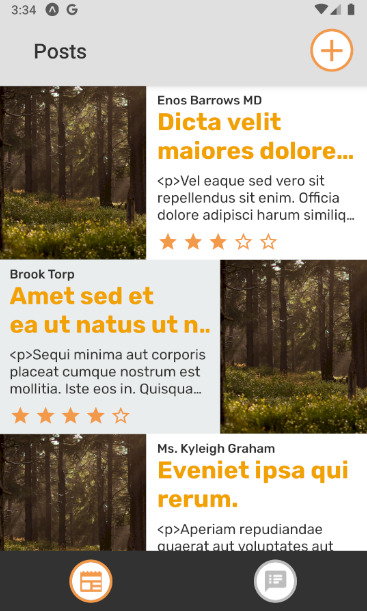 3:34
Posts
Enos Barrows MD
Dicta velit
maiores dolore...
<p>Vel eaque sed vero sit
repellendus sit enim. Officia
dolore adipisci harum similiq...
Brook Torp
Amet sed et
ea ut natus ut n..
<p>Sequi minima aut corporis
placeat cumque nostrum est
mollitia. Iste eos in. Quisqua...
Ms. Kyleigh Graham
Eveniet ipsa qui
rerum.
<p>Aperiam repudiandae
quaerat aut voluptates aut